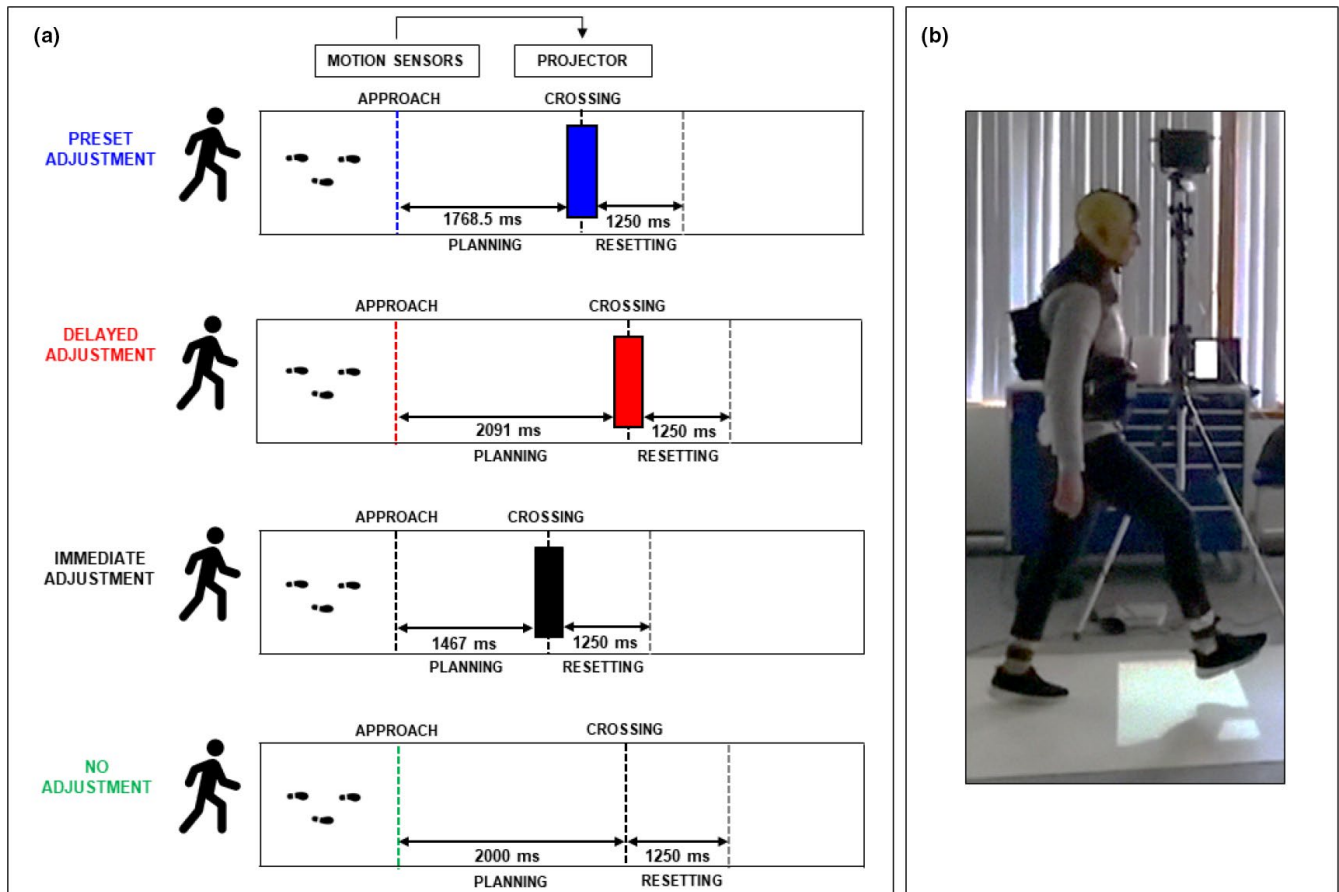 (a)
MOTION SENSORS
PROJECTOR
APPROACH
CROSSING
PRESET
ADJUSTMENT
1768.5 ms
1250 ms
PLANNING
RESETTING
APPROACH
CROSSING
DELAYED
ADJUSTMENT
2091 ms
1250 ms
PLANNING
RESETTING
APPROACH
CROSSING
IMMEDIATE
ADJUSTMENT
1467 ms
1250 ms
PLANNING
RESETTING
APPROACH
CROSSING
NO
ADJUSTMENT
2000 ms
1250 ms
PLANNING
RESETTING
(b)